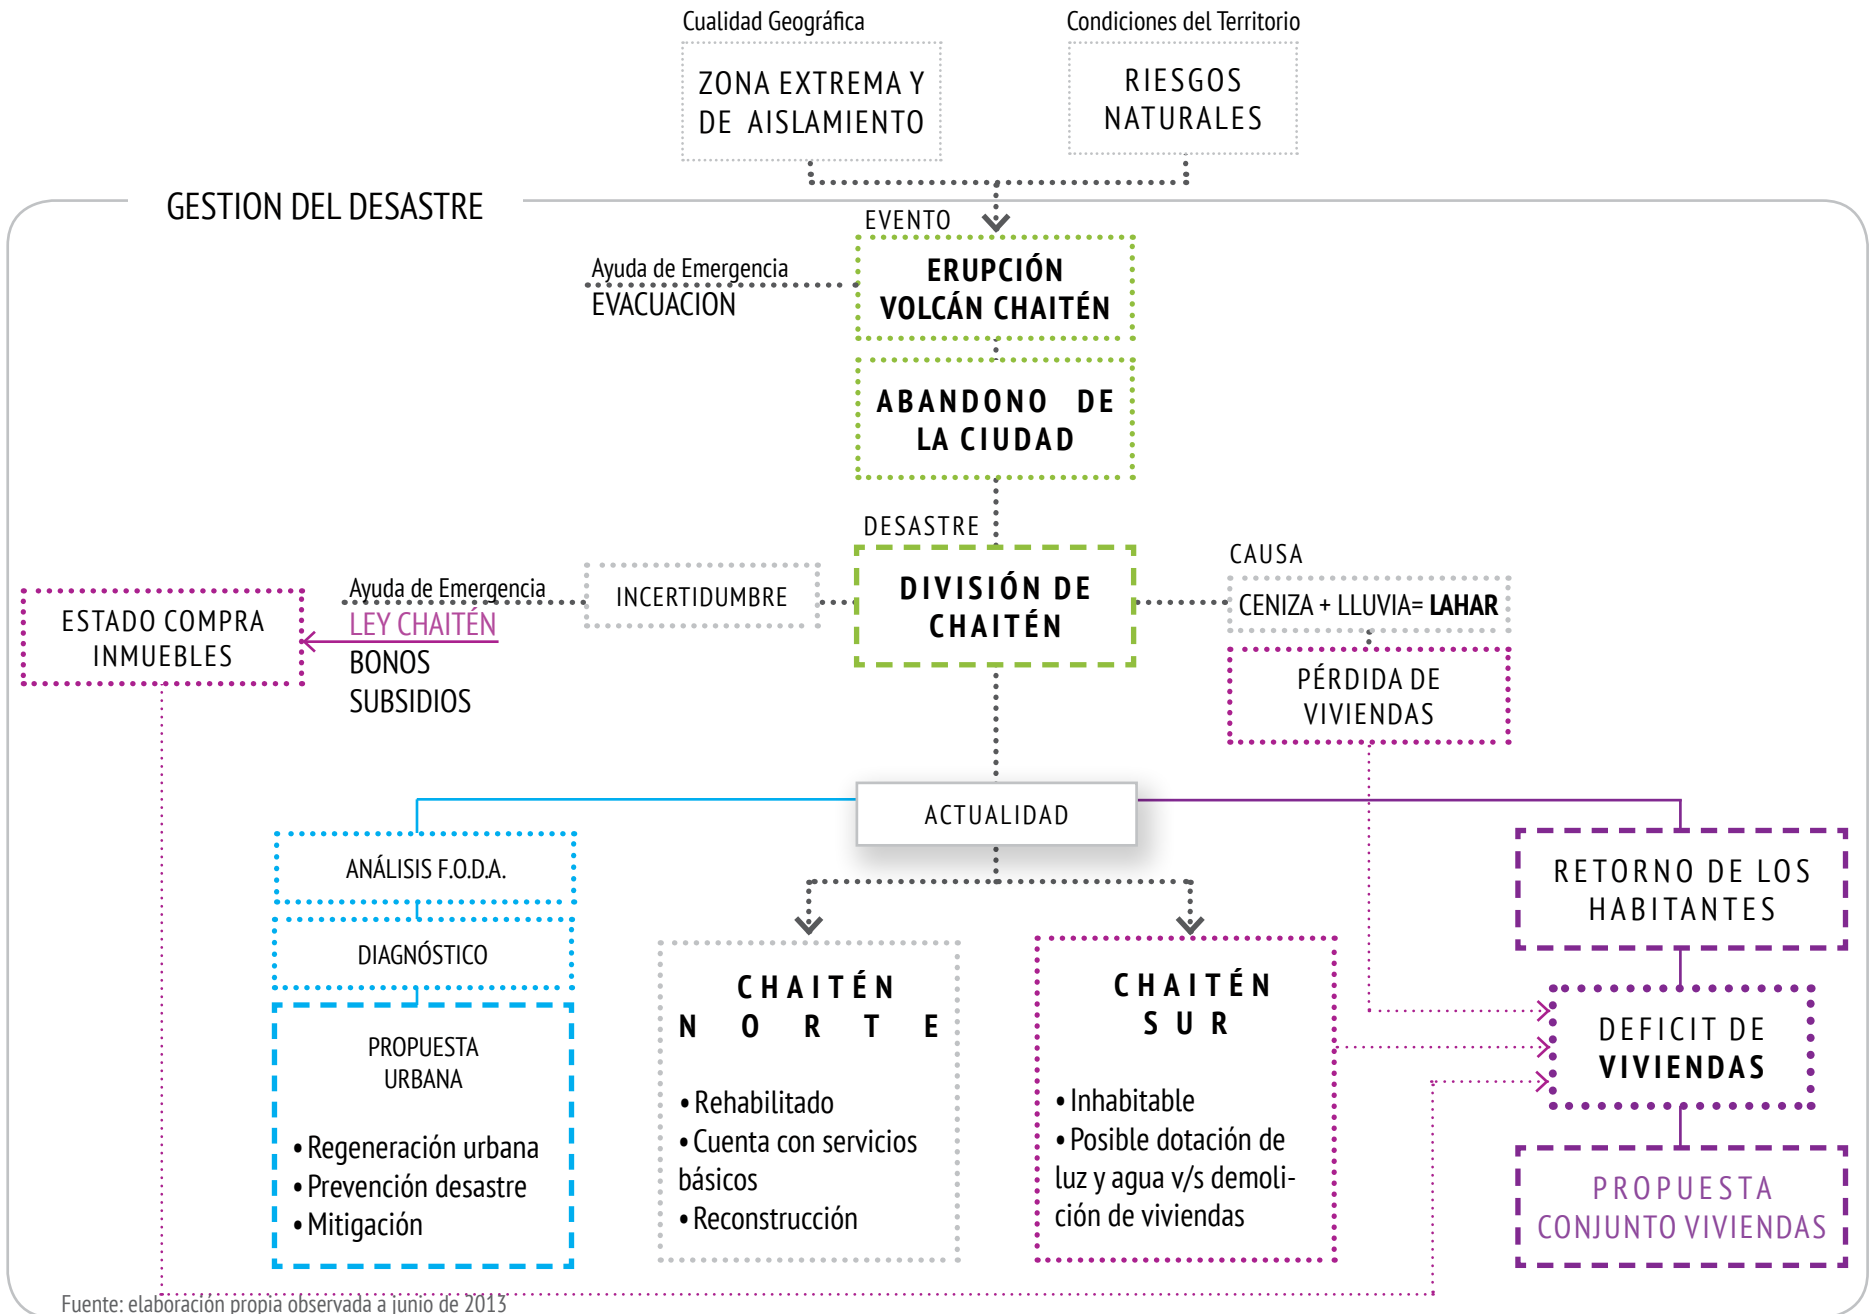 Cualidad Geográfica
ZONA EXTREMA Y
DE AISLAMIENTO
Condiciones del Territorio
RIESGOS
NATURALES
GESTION DEL DESASTRE
EVENTO
ERUPCIÓN
VOLCÁN CHAITÉN
Ayuda de Emergencia
EVACUACION
ABANDONO DE
LA CIUDAD
DESASTRE
DIVISIÓN DE
CHAITÉN
INCERTIDUMBRE
Ayuda de Emergencia
LEY CHAITÉN
BONOS
SUBSIDIOS
ESTADO COMPRA
INMUEBLES
CAUSA
CENIZA + LLUVIA= LAHAR
PÉRDIDA DE
VIVIENDAS
ACTUALIDAD
ANÁLISIS F.O.D.A.
DIAGNÓSTICO
PROPUESTA
URBANA
• Regeneración urbana
• Prevención desastre
• Mitigación
CHAITÉN
NORTE
• Rehabilitado
• Cuenta con servicios
básicos
• Reconstrucción
CHAITÉN
SUR
• Inhabitable
• Posible dotación de
luz y agua v/s demoli-
ción de viviendas
RETORNO DE LOS
HABITANTES
DEFICIT DE
VIVIENDAS
PROPUESTA
CONJUNTO VIVIENDAS
Fuente: elaboración propia observada a junio de 2013